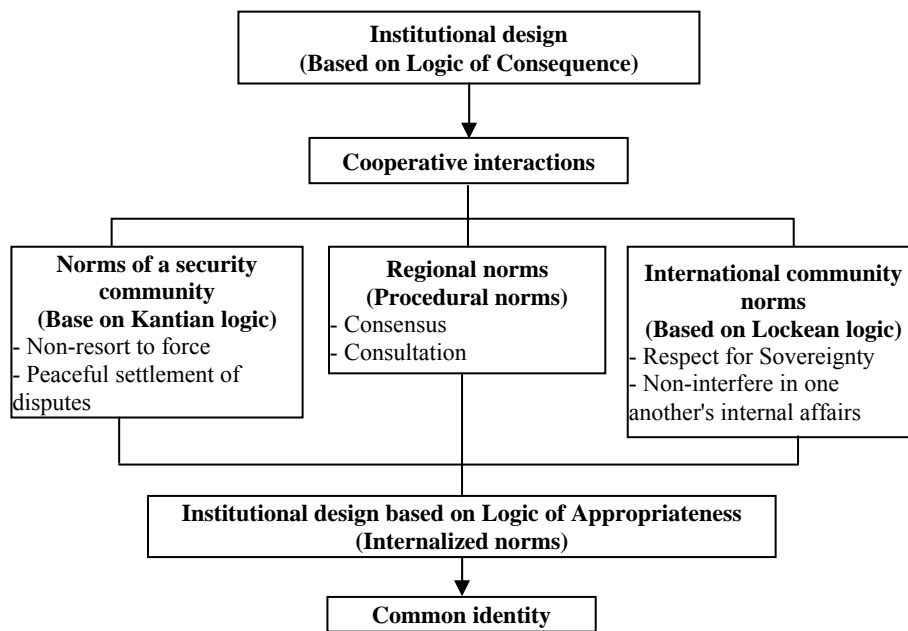 Institutional design
(Based on Logic of Consequence)
Cooperative interactions
Norms of a security
community
(Base on Kantian logic)
- Non-resort to force
- Peaceful settlement of
disputes
Regional norms
(Procedural norms)
- Consensus
- Consultation
International community
norms
(Based on Lockean logic)
- Respect for Sovereignty
- Non-interfere in one
another's internal affairs
Institutional design based on Logic of Appropriateness
(Internalized norms)
Common identity